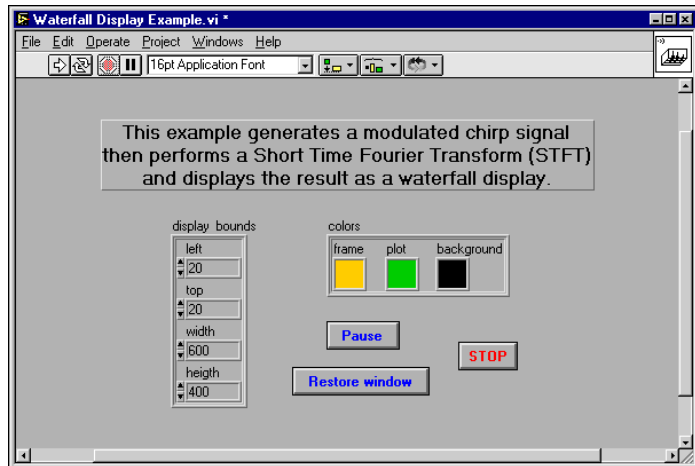 Waterfall Display Example.vi *
File Edit Operate Project Windows Help
16pt Application Font
This example generates a modulated chirp signal
then performs a Short Time Fourier Transform (STFT)
and displays the result as a waterfall display.
display bounds
left
20
top
20
width
600
heigth
400
colors
frame plot background
Pause
STOP
Restore window